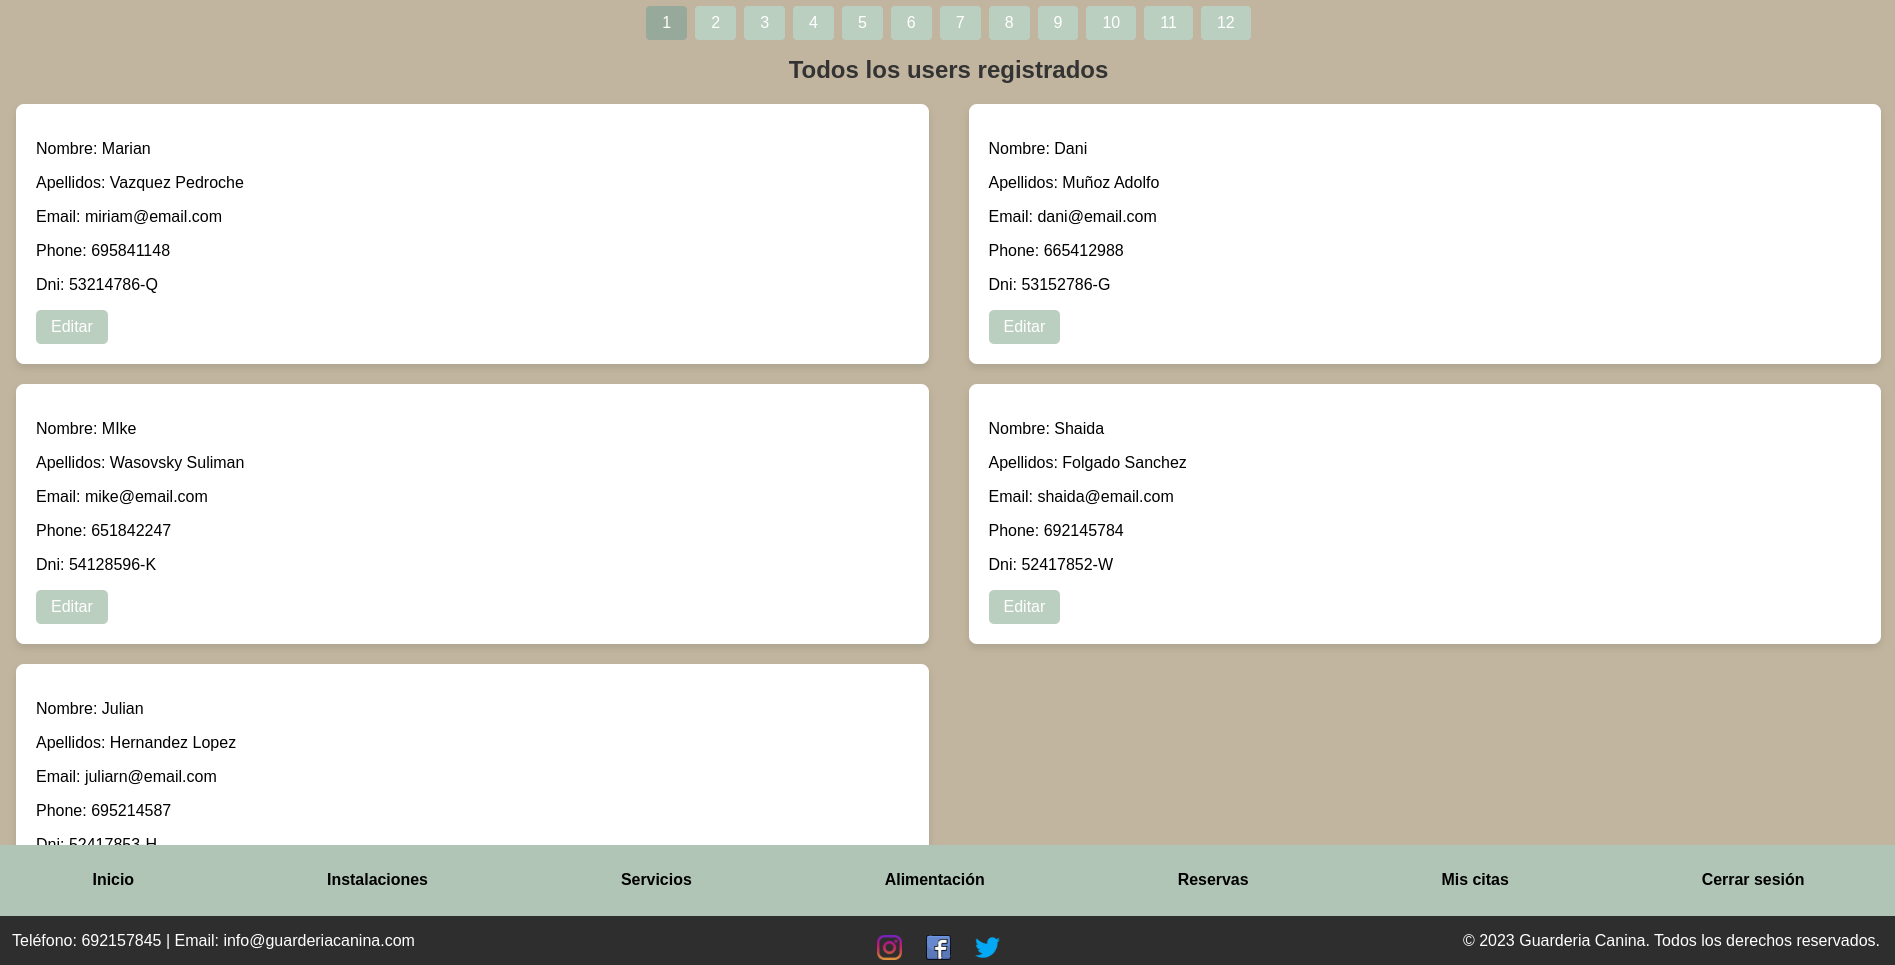 1 2 3 4 5 6 7 8 9 10 11 12
Todos los users registrados
Nombre: Marian
Apellidos: Vazquez Pedroche
Email: miriam@email.com
Phone: 695841148
Dni: 53214786-Q
Editar
Nombre: Dani
Apellidos: Muñoz Adolfo
Email: dani@email.com
Phone: 665412988
Dni: 53152786-G
Editar
Nombre: MIke
Apellidos: Wasovsky Suliman
Email: mike@email.com
Phone: 651842247
Dni: 54128596-K
Editar
Nombre: Shaida
Apellidos: Folgado Sanchez
Email: shaida@email.com
Phone: 692145784
Dni: 52417852-W
Editar
Nombre: Julian
Apellidos: Hernandez Lopez
Email: juliarn@email.com
Phone: 695214587
Dni: 52417853-H
Inicio Instalaciones Servicios Alimentación Reservas Mis citas Cerrar sesión
Teléfono: 692157845 | Email: info@guarderiacanina.com
© 2023 Guarderia Canina. Todos los derechos reservados.